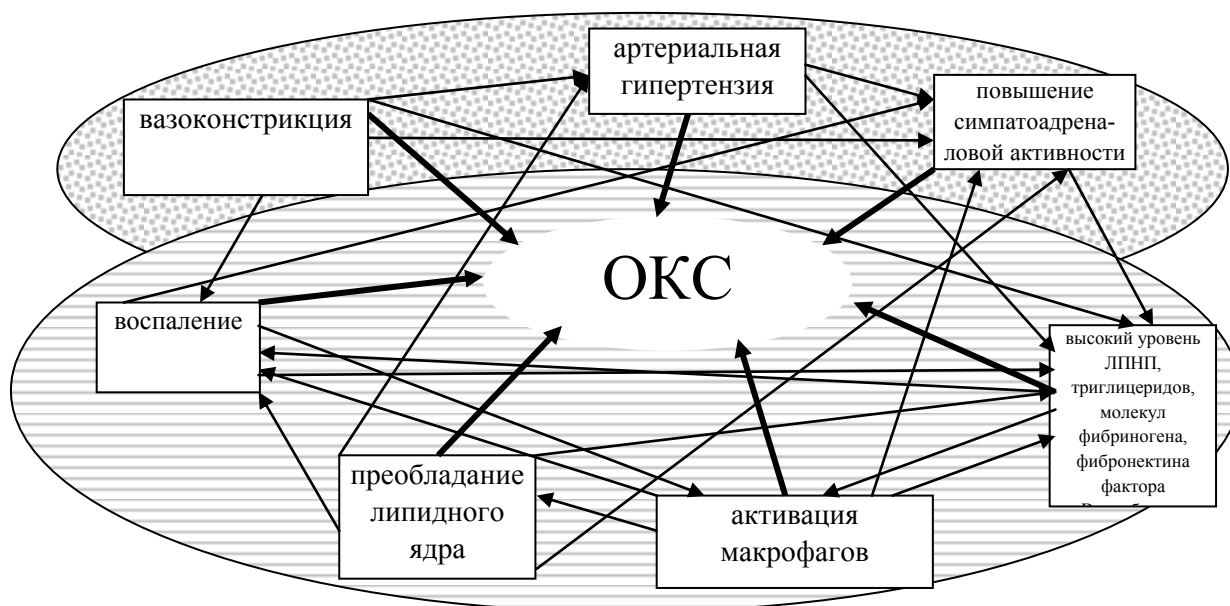 артериальная
гипертензия
вазоконстрикция
повышение
симпатоадрена-
ловой активности
ОКС
воспаление
высокий уровень
ЛПНП,
триглицеридов,
молекул
фибриногена,
фибронектина
фактора
преобладание
липидного
ядра
активация
макрофагов